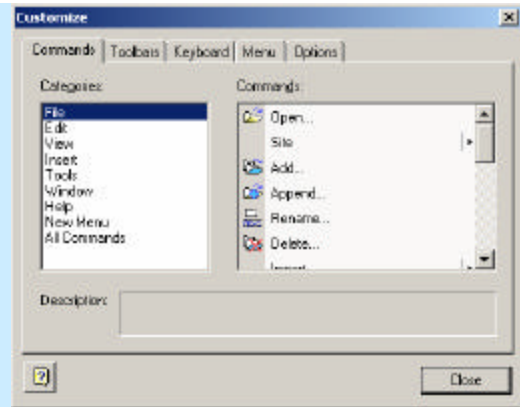 Customize
Commands Toolbars Keyboard Menu Options
Categories:
File
Edit
View
Insert
Tools
Window
Help
New Menu
All Commands
Commands:
Open...
Site
Add...
Append...
Rename...
Delete...
Description:
Close